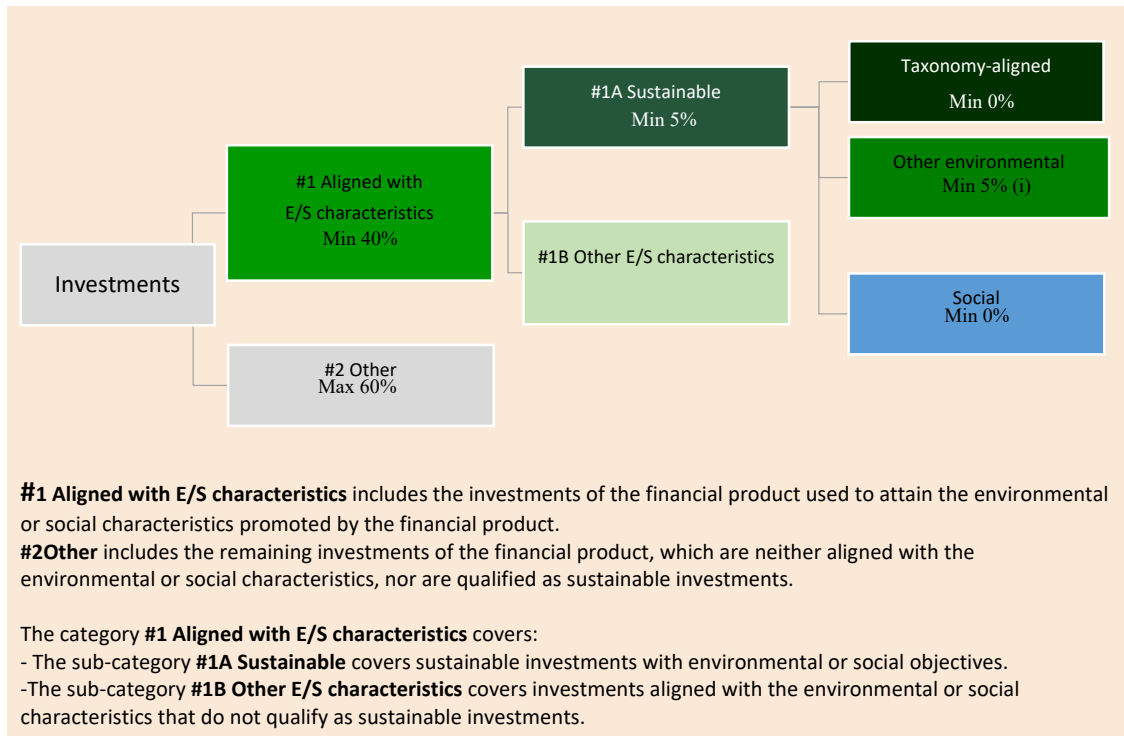 Investments
#1 Aligned with
E/S characteristics
Min 40%
#2 Other
Max 60%
#1A Sustainable
Min 5%
#1B Other E/S characteristics
Taxonomy-aligned
Min 0%
Other environmental
Min 5% (i)
Social
Min 0%
#1 Aligned with E/S characteristics includes the investments of the financial product used to attain the environmental
or social characteristics promoted by the financial product.
#2Other includes the remaining investments of the financial product, which are neither aligned with the
environmental or social characteristics, nor are qualified as sustainable investments.
The category #1 Aligned with E/S characteristics covers:
- The sub-category #1A Sustainable covers sustainable investments with environmental or social objectives.
-The sub-category #1B Other E/S characteristics covers investments aligned with the environmental or social
characteristics that do not qualify as sustainable investments.